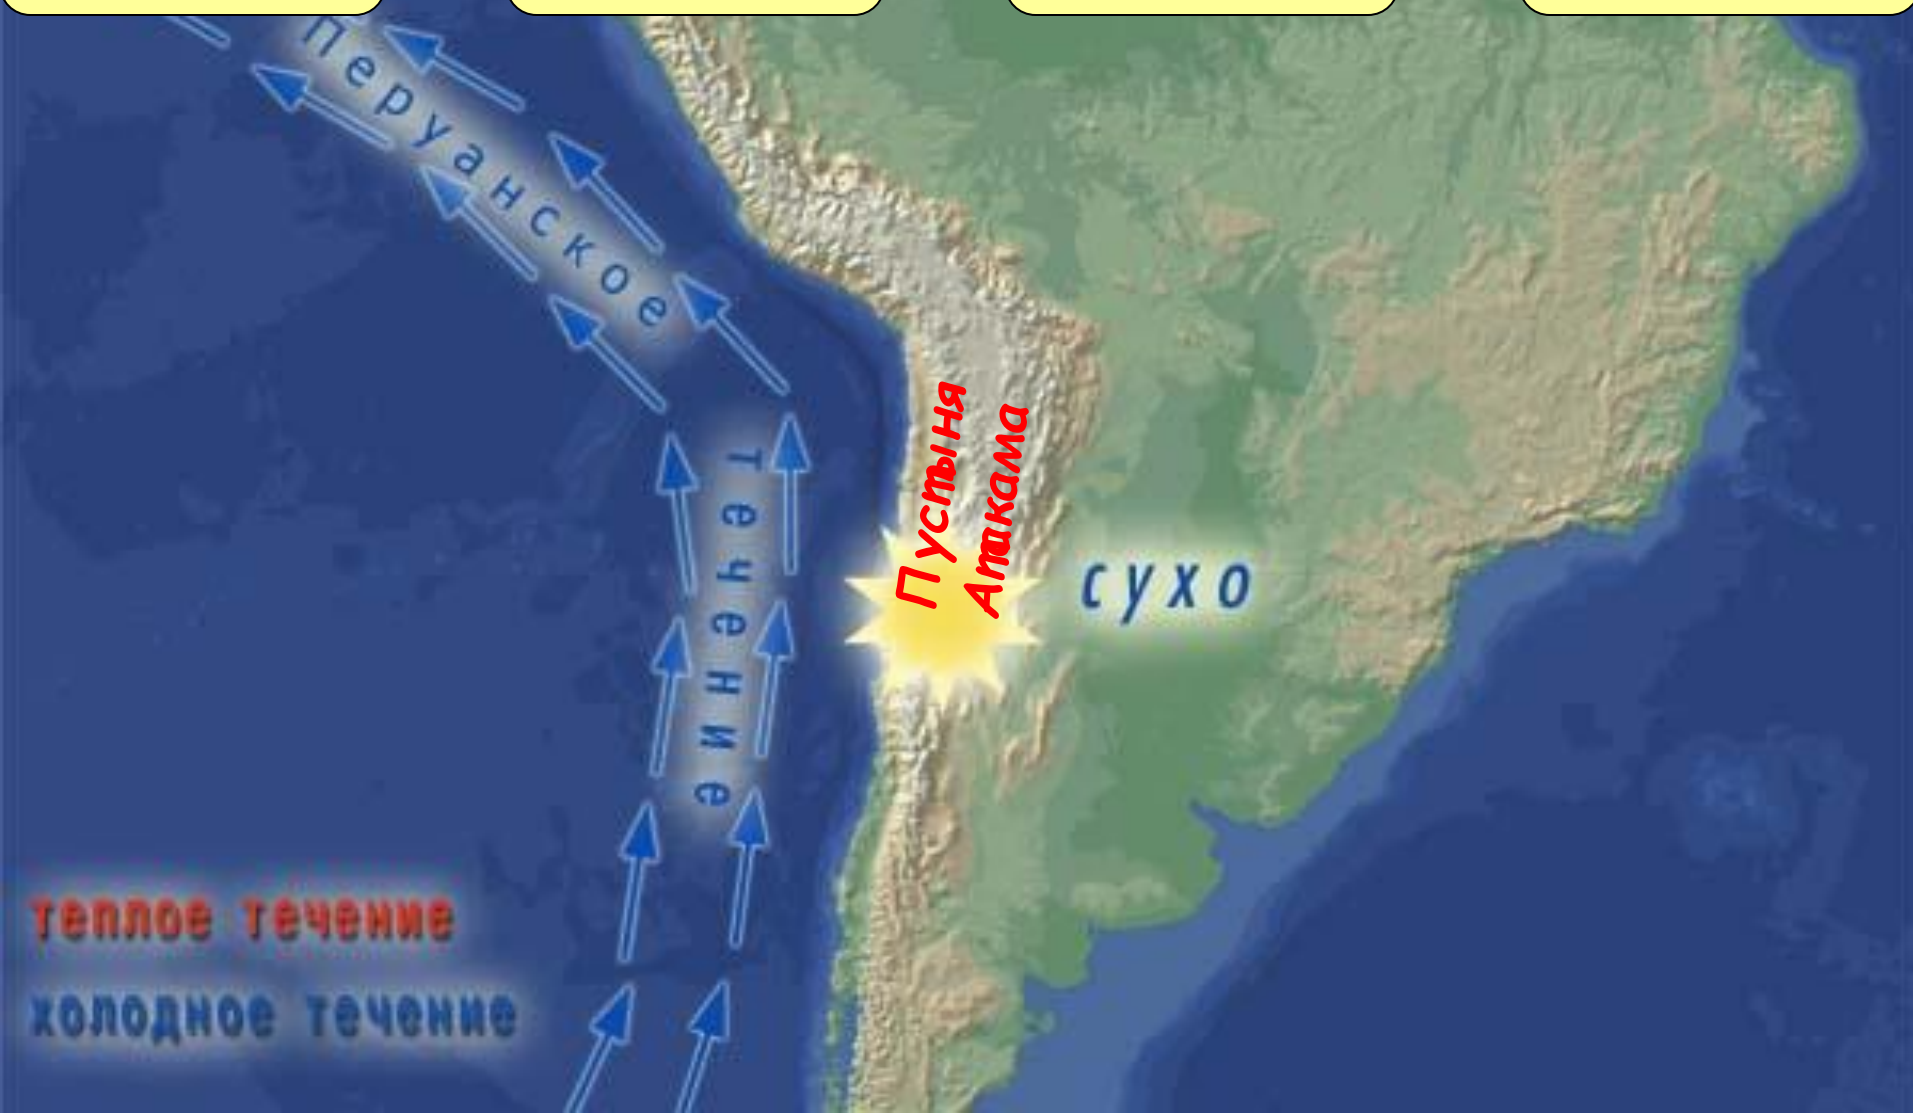 Перуанское
течение
Пустыня
Атакама
сухо
теплое течение
холодное течение